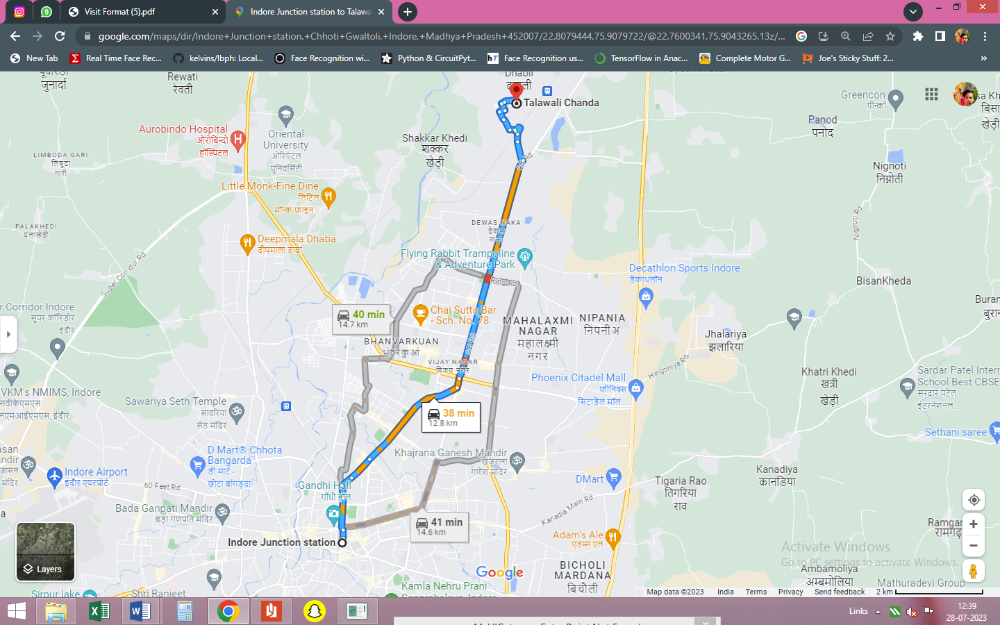 Visit Format (5).pdf
Indore Junction station to Talawa
google.com/maps/dir/Indore+Junction+station,+Chhoti+Gwaltoli,+Indore,+Madhya+Pradesh+452007/22.8079444,75.9079722/@22.7600341,75.9043265,13z/...
New Tab
Real Time Face Rec...
kelvins/lbph: Local...
Face Recognition wi...
Python & CircuitPyt...
Face Recognition us...
TensorFlow in Anac...
Complete Motor G...
Joe's Sticky Stuff: 2...
»
जुनार्दा
Rewati
रेवती
Dhabli
Talawali Chanda
Greencon
ग्रीनकों
Panod
पनोद
Aurobindo Hospital
ऑरोबिन्दो
हॉस्पिटल
Oriental
University
ओरिएंटल
युनिवर्सिटी
Shakkar Khedi
शक्कर
खेड़ी
LIMBODA GARI
लिंबूदा
गारी
AB Rd
Nignoti
निग्नोती
Little Monk-Fine Dine
लिटिल
मॉन्क-फाइन...
PALAKHEDI
पलाखेदी
DEWAS NAKA
देवास
नाका
Nignoti Rd
Deepmala Dhaba
दीपमाला ढाबा
Flying Rabbit Trampoline
& Adventure Park
Super Corridor Rd
Decathlon Sports Indore
डेकाथलॉन
Ring Rd
BisanKheda
r Corridor Indore
सुपर कॉरिडोर
इंदौर
40 min
14.7 km
Chai Sutta Bar
- Sch. No. 78
MAHALAXMI
NAGAR
महालक्ष्मी
नगर
NIPANIA
निपनीअ
Buran
Jhalariya
झलारिया
BHANVARKUAN
भंवरकुआं
AB Rd
VIJAY NAGAR
विजय नगर
Hingoniya Rd
Phoenix Citadel Mall
फीनिक्स
सिटाडेल मॉल...
Khatri Khedi
खत्री
खेड़ी
Sardar Patel Intern
School Best CBSE
सरदार पटेल
इंटरनेशनल...
VKM's NMIMS, Indore
सवीकेएमएस
नएमआईएमएस, इंदौर
Sawariya Seth Temple
सावरिया
सेठ मंदिर
38 min
12.8 km
Sethani saree
D Mart® Chhota
Bangarda
डी मार्ट -
छोटा बांगड़दा
Khajrana Ganesh Mandir
खजराना
गणेश मंदिर
Indore Airport
इंदौर एयरपोर्ट
60 Feet Rd
Gandhi Hall
गाँधी हॉल
DMart
Tigaria Rao
तिगरिया
राव
Kanadiya
कानडिया
Bada Ganpati Mandir
बड़ा गणपति मंदिर
Kanadia Main Rd
41 min
14.6 km
Indore Junction station
Adam's Ale
एडम्स एल
Ramgar
रामगढ़
Activate Windows
Go to PC settings to activate Windows.
Layers
Google
BICHOLI
MARDANA
बिचौली
Ambamoliya
अम्बमोलिया
Mathuradevi Group
Kamla Nehru Prani
Sirpur lake
Shri Ranjeet
Map data ©2023
India
Terms
Privacy
Send feedback
2 km
Links
12:39
28-07-2023